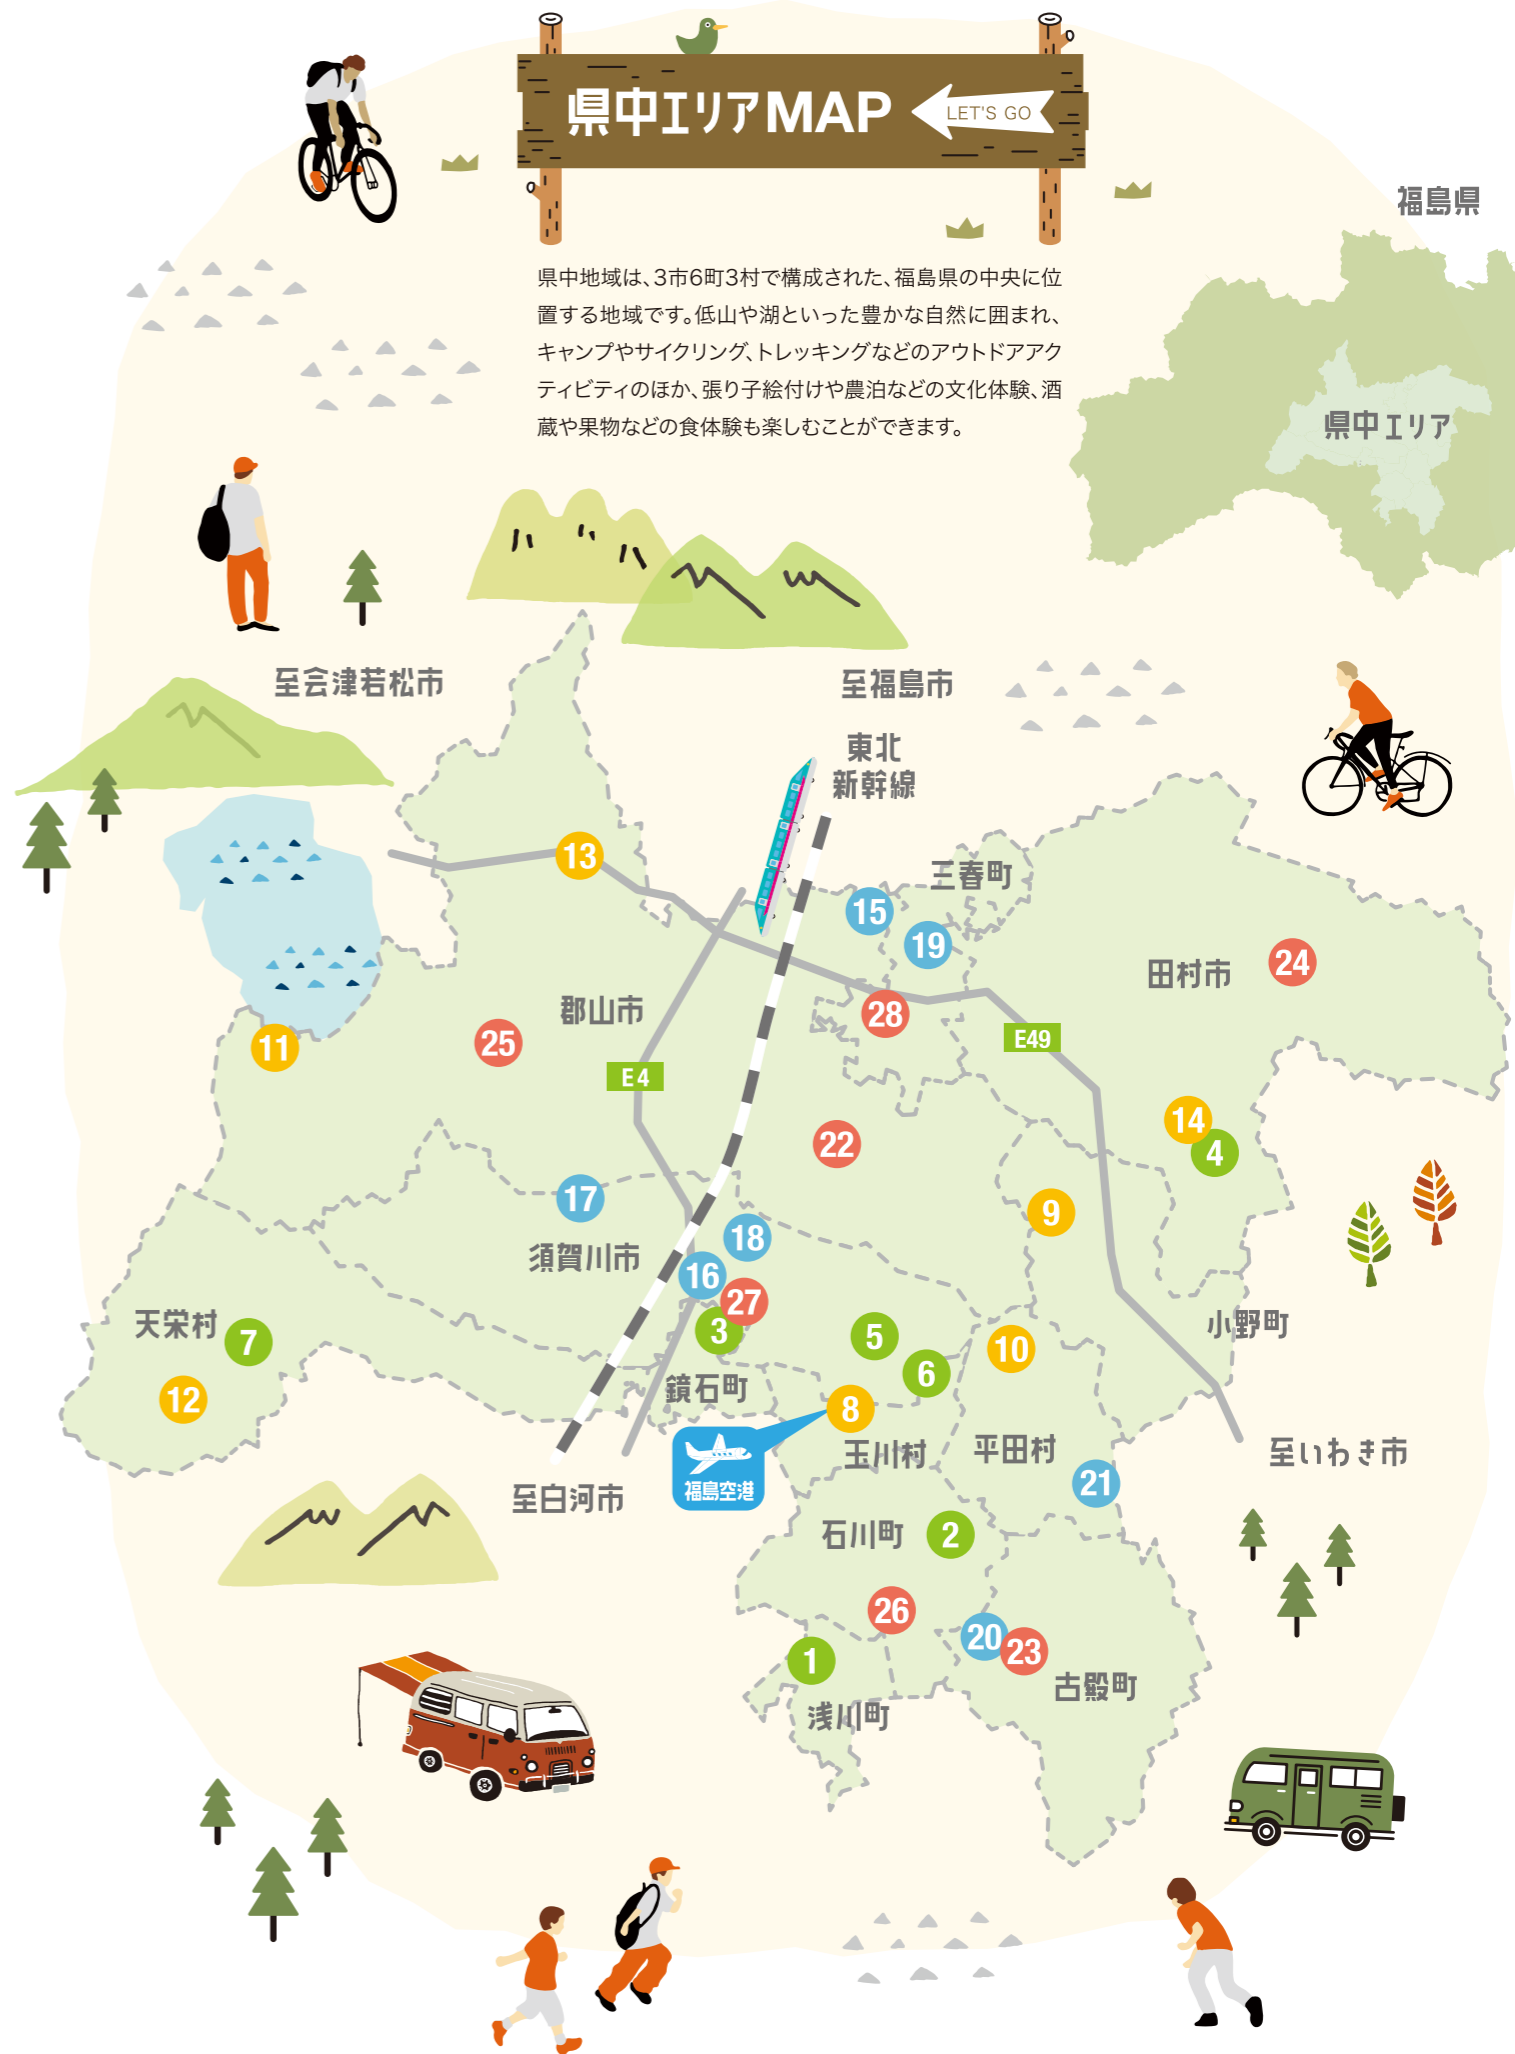 県中エリアMAP
LET'S GO
福島県
県中地域は、3市6町3村で構成された、福島県の中央に位
置する地域です。低山や湖といった豊かな自然に囲まれ、
キャンプやサイクリング、トレッキングなどのアウトドアアク
ティビティのほか、張り子絵付けや農泊などの文化体験、酒
蔵や果物などの食体験も楽しむことができます。
県中エリア
至会津若松市
至福島市
東北
新幹線
13
三春町
15
19
田村市
24
郡山市
28
25
11
E49
E4
14
4
22
17
9
18
須賀川市
16
27
3
天栄村
7
5
小野町
10
6
12
鏡石町
8
玉川村
平田村
至いわき市
福島空港
21
至白河市
石川町
2
26
20
23
1
古殿町
浅川町